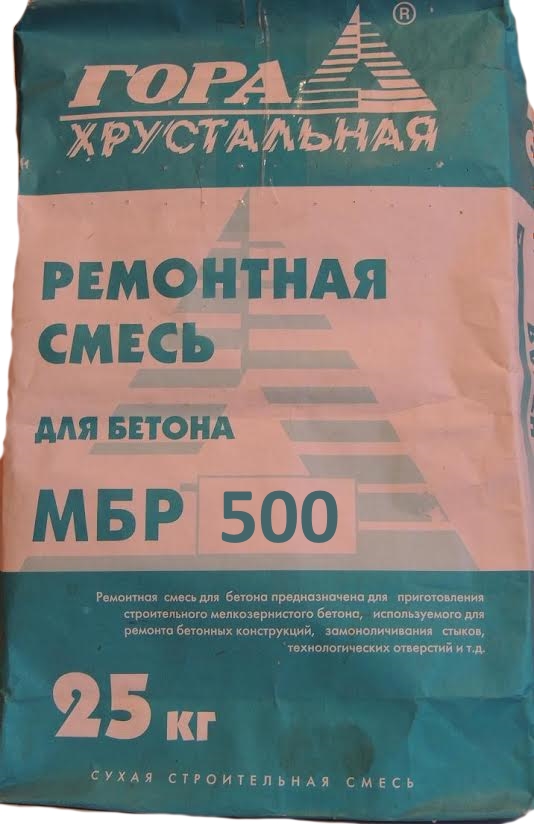 ГОРА ®
ХРУСТАЛЬНАЯ
РЕМОНТНАЯ
СМЕСЬ
ДЛЯ БЕТОНА
МБР 500
Ремонтная смесь для бетона предназначена для приготовления
строительного мелкозернистого бетона, используемого для
ремонта бетонных конструкций, замоноличивания стыков,
технологических отверстий и т.д.
25 кг
СУХАЯ СТРОИТЕЛЬНАЯ СМЕСЬ